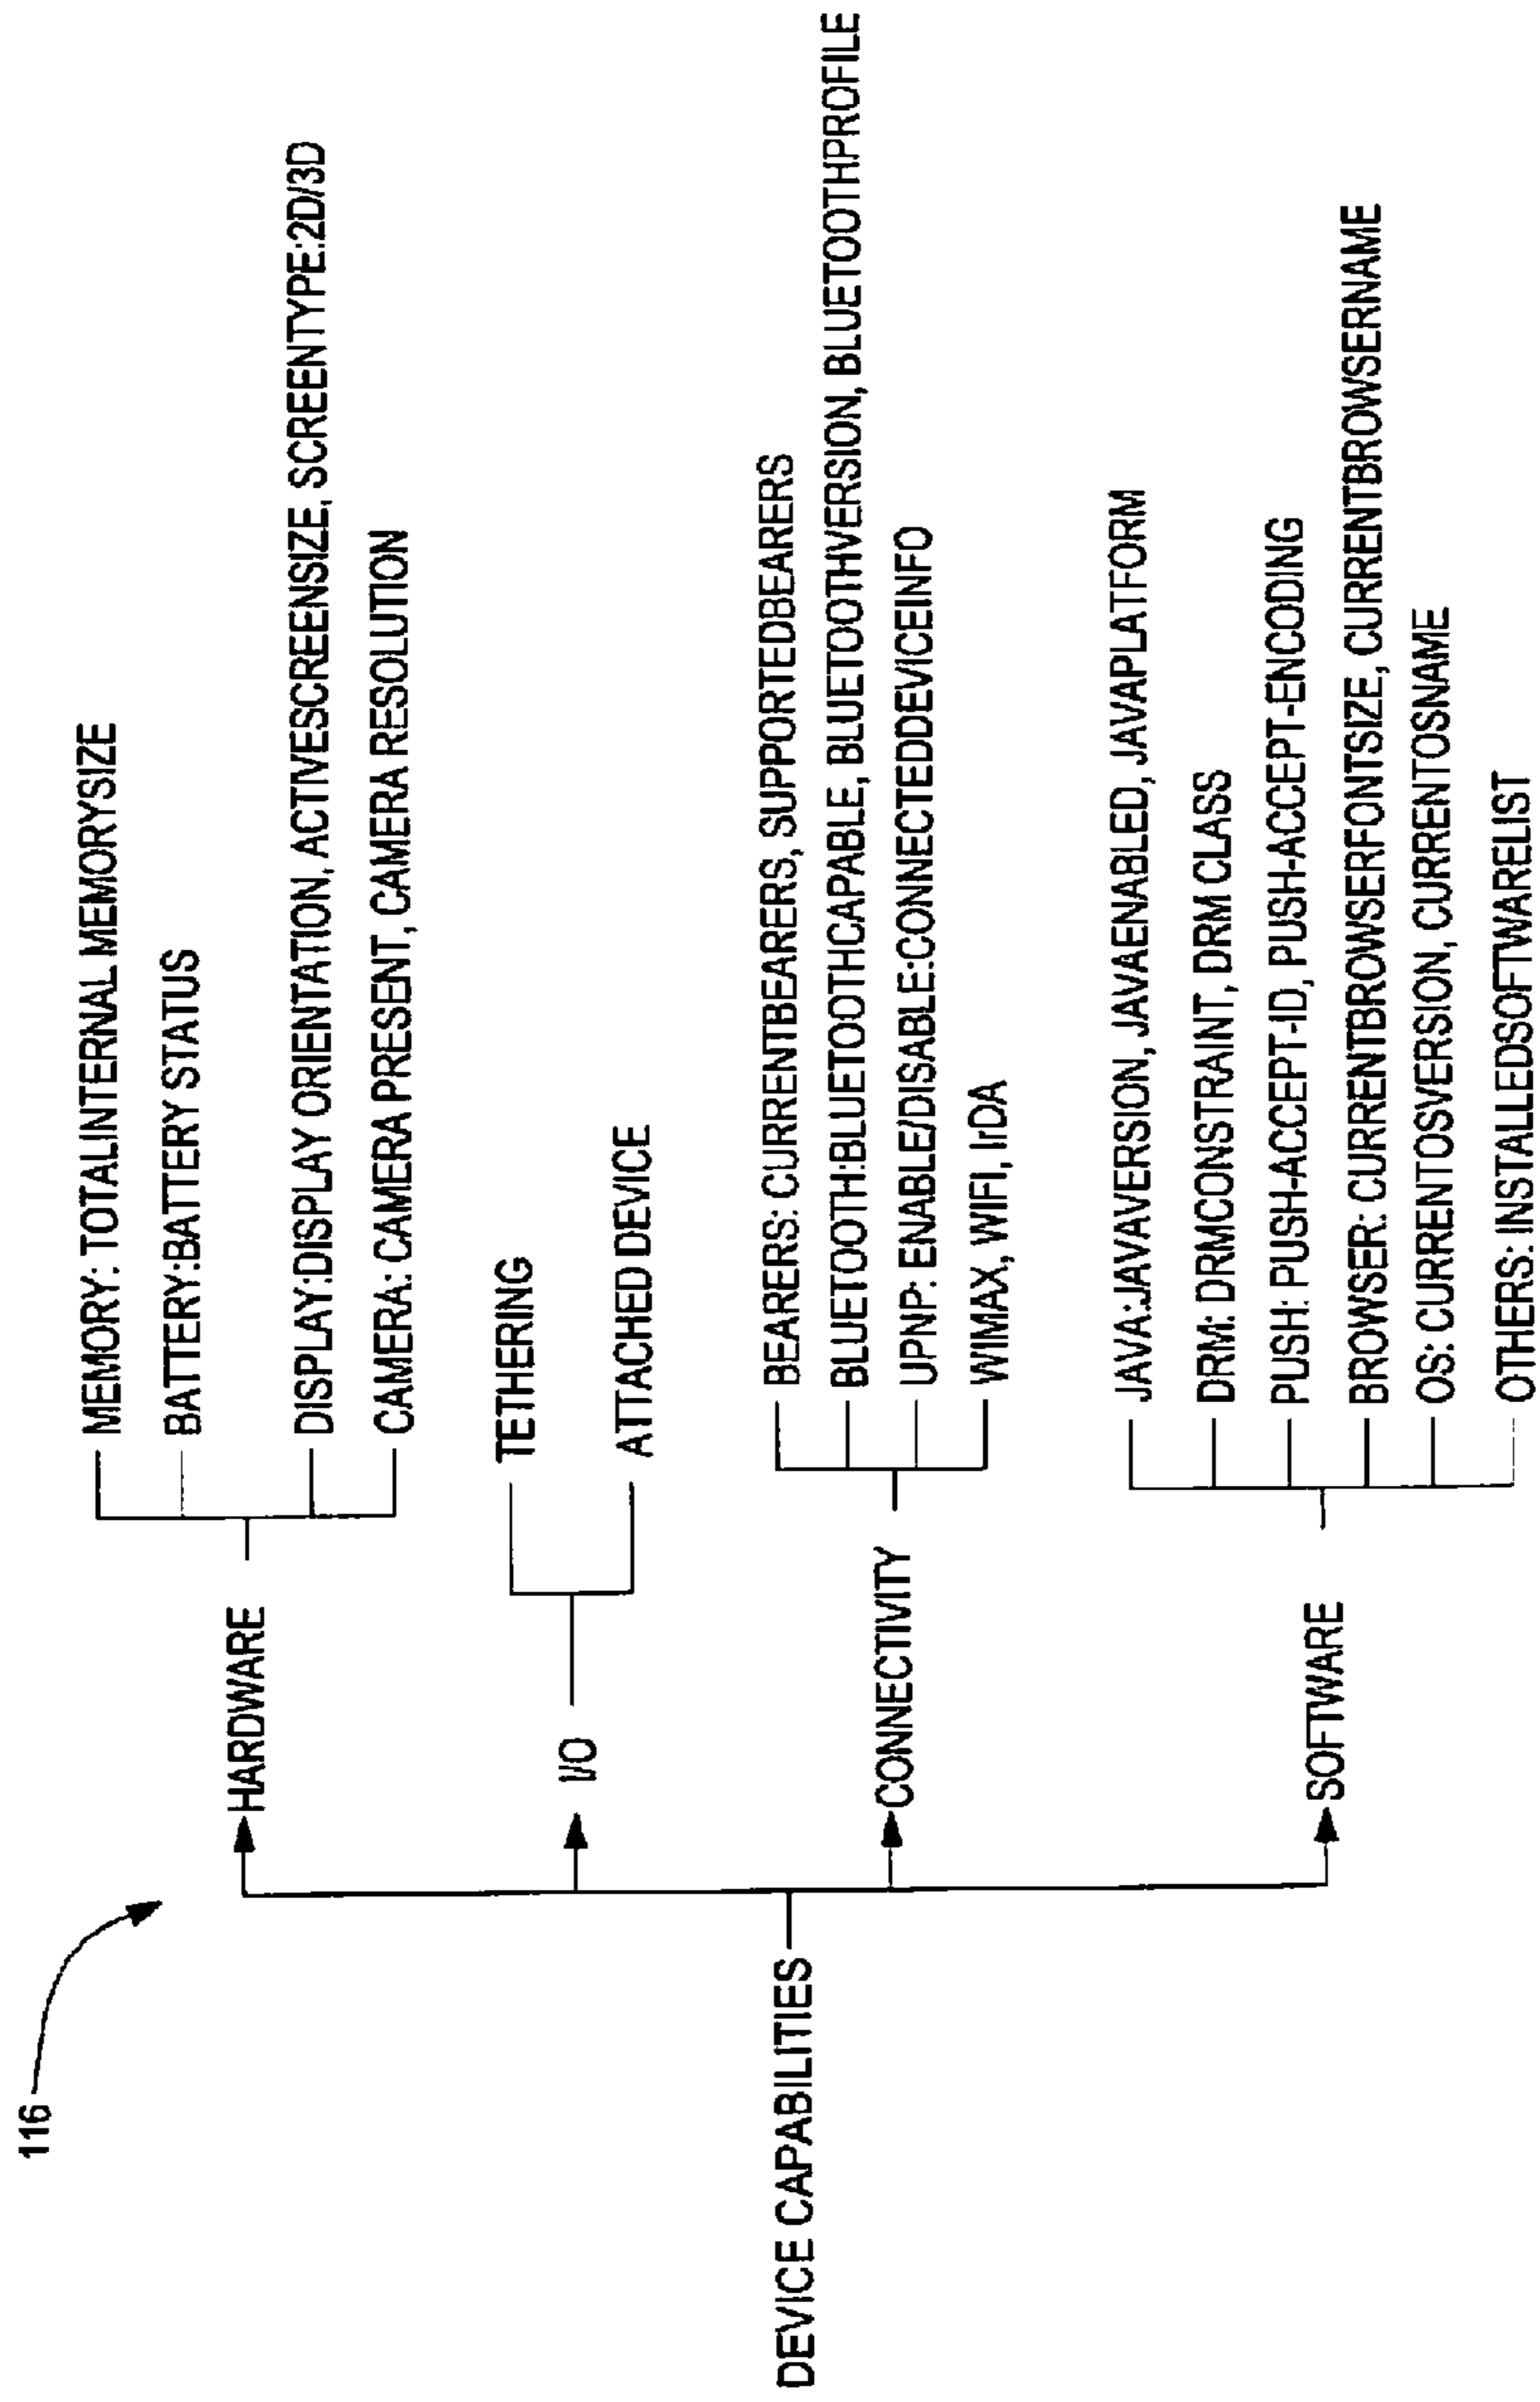 116
DEVICE CAPABILITIES
HARDWARE
MEMORY: TOTALINTERNAL MEMORYSIZE
BATTERY:BATTERY STATUS
DISPLAY:DISPLAY ORIENTATION, ACTIVESCREENSIZE, SCREENTYPE:2D/3D
CAMERA: CAMERA PRESENT, CAMERA RESOLUTION
I/O
TETHERING
ATTACHED DEVICE
CONNECTIVITY
BEARERS: CURRENTBEARERS, SUPPORTEDBEARERS
BLUETOOTH:BLUETOOTHCAPABLE, BLUETOOTHVERSION, BLUETOOTHPROFILE
UPNP: ENABLE/DISABLE:CONNECTEDDEVICEINFO
WIMAX, WIFI, IrDA
SOFTWARE
JAVA:JAVAVERSION, JAVAENABLED, JAVAPLATFORM
DRM: DRMCONSTRAINT, DRM CLASS
PUSH: PUSH-ACCEPT-ID, PUSH-ACCEPT-ENCODING
BROWSER: CURRENTBROWSERFONTSIZE, CURRENTBROWSERNAME
OS: CURRENTOSVERSION, CURRENTOSNAME
OTHERS: INSTALLEDSOFTWARELIST